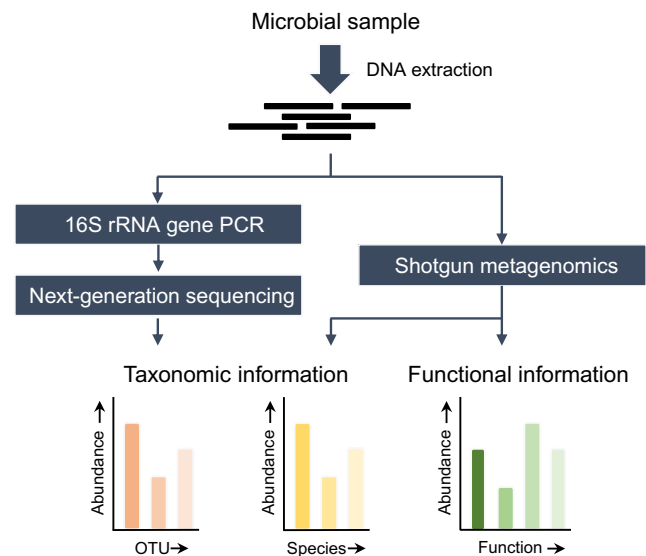 Microbial sample
DNA extraction
16S rRNA gene PCR
Shotgun metagenomics
Next-generation sequencing
Taxonomic information
Functional information
Abundance
OTU
Abundance
Species
Abundance
Function